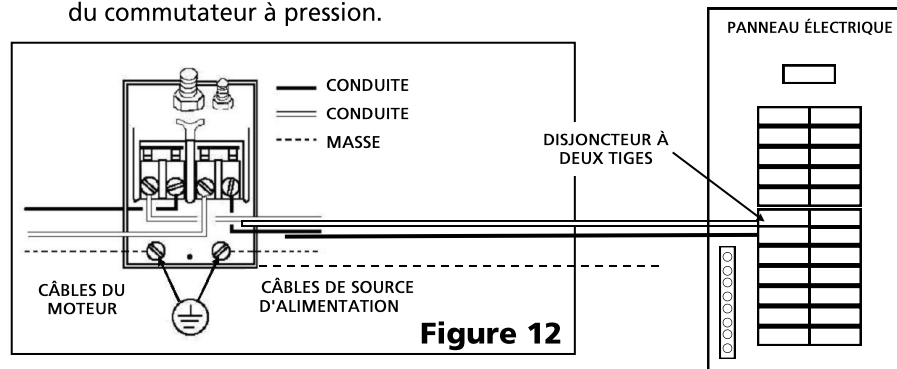 du commutateur à pression.
PANNEAU ÉLECTRIQUE
CONDUITE
CONDUITE
MASSE
DISJONCTEUR À
DEUX TIGES
CÂBLES DU
MOTEUR
CÂBLES DE SOURCE
D'ALIMENTATION
Figure 12